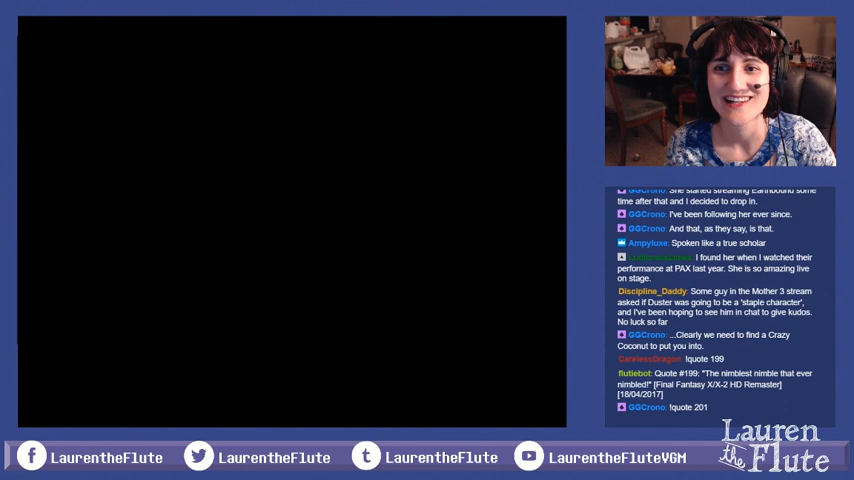 GGCrono: She started streaming Earthbound some
time after that and I decided to drop in.
GGCrono: I've been following her ever since.
GGCrono: And that, as they say, is that.
Ampyluxe: Spoken like a true scholar
I found her when I watched their
performance at PAX last year. She is so amazing live
on stage.
Discipline_Daddy: Some guy in the Mother 3 stream
asked if Duster was going to be a 'staple character',
and I've been hoping to see him in chat to give kudos.
No luck so far
GGCrono: ...Clearly we need to find a Crazy
Coconut to put you into.
CarelessDragon: !quote 199
flutiebot: Quote #199: "The nimblest nimble that ever
nimbled!" [Final Fantasy X/X-2 HD Remaster]
[18/04/2017]
GGCrono: !quote 201
Lauren
the Flute
LaurentheFlute
LaurentheFlute
LaurentheFlute
LaurentheFluteVGM